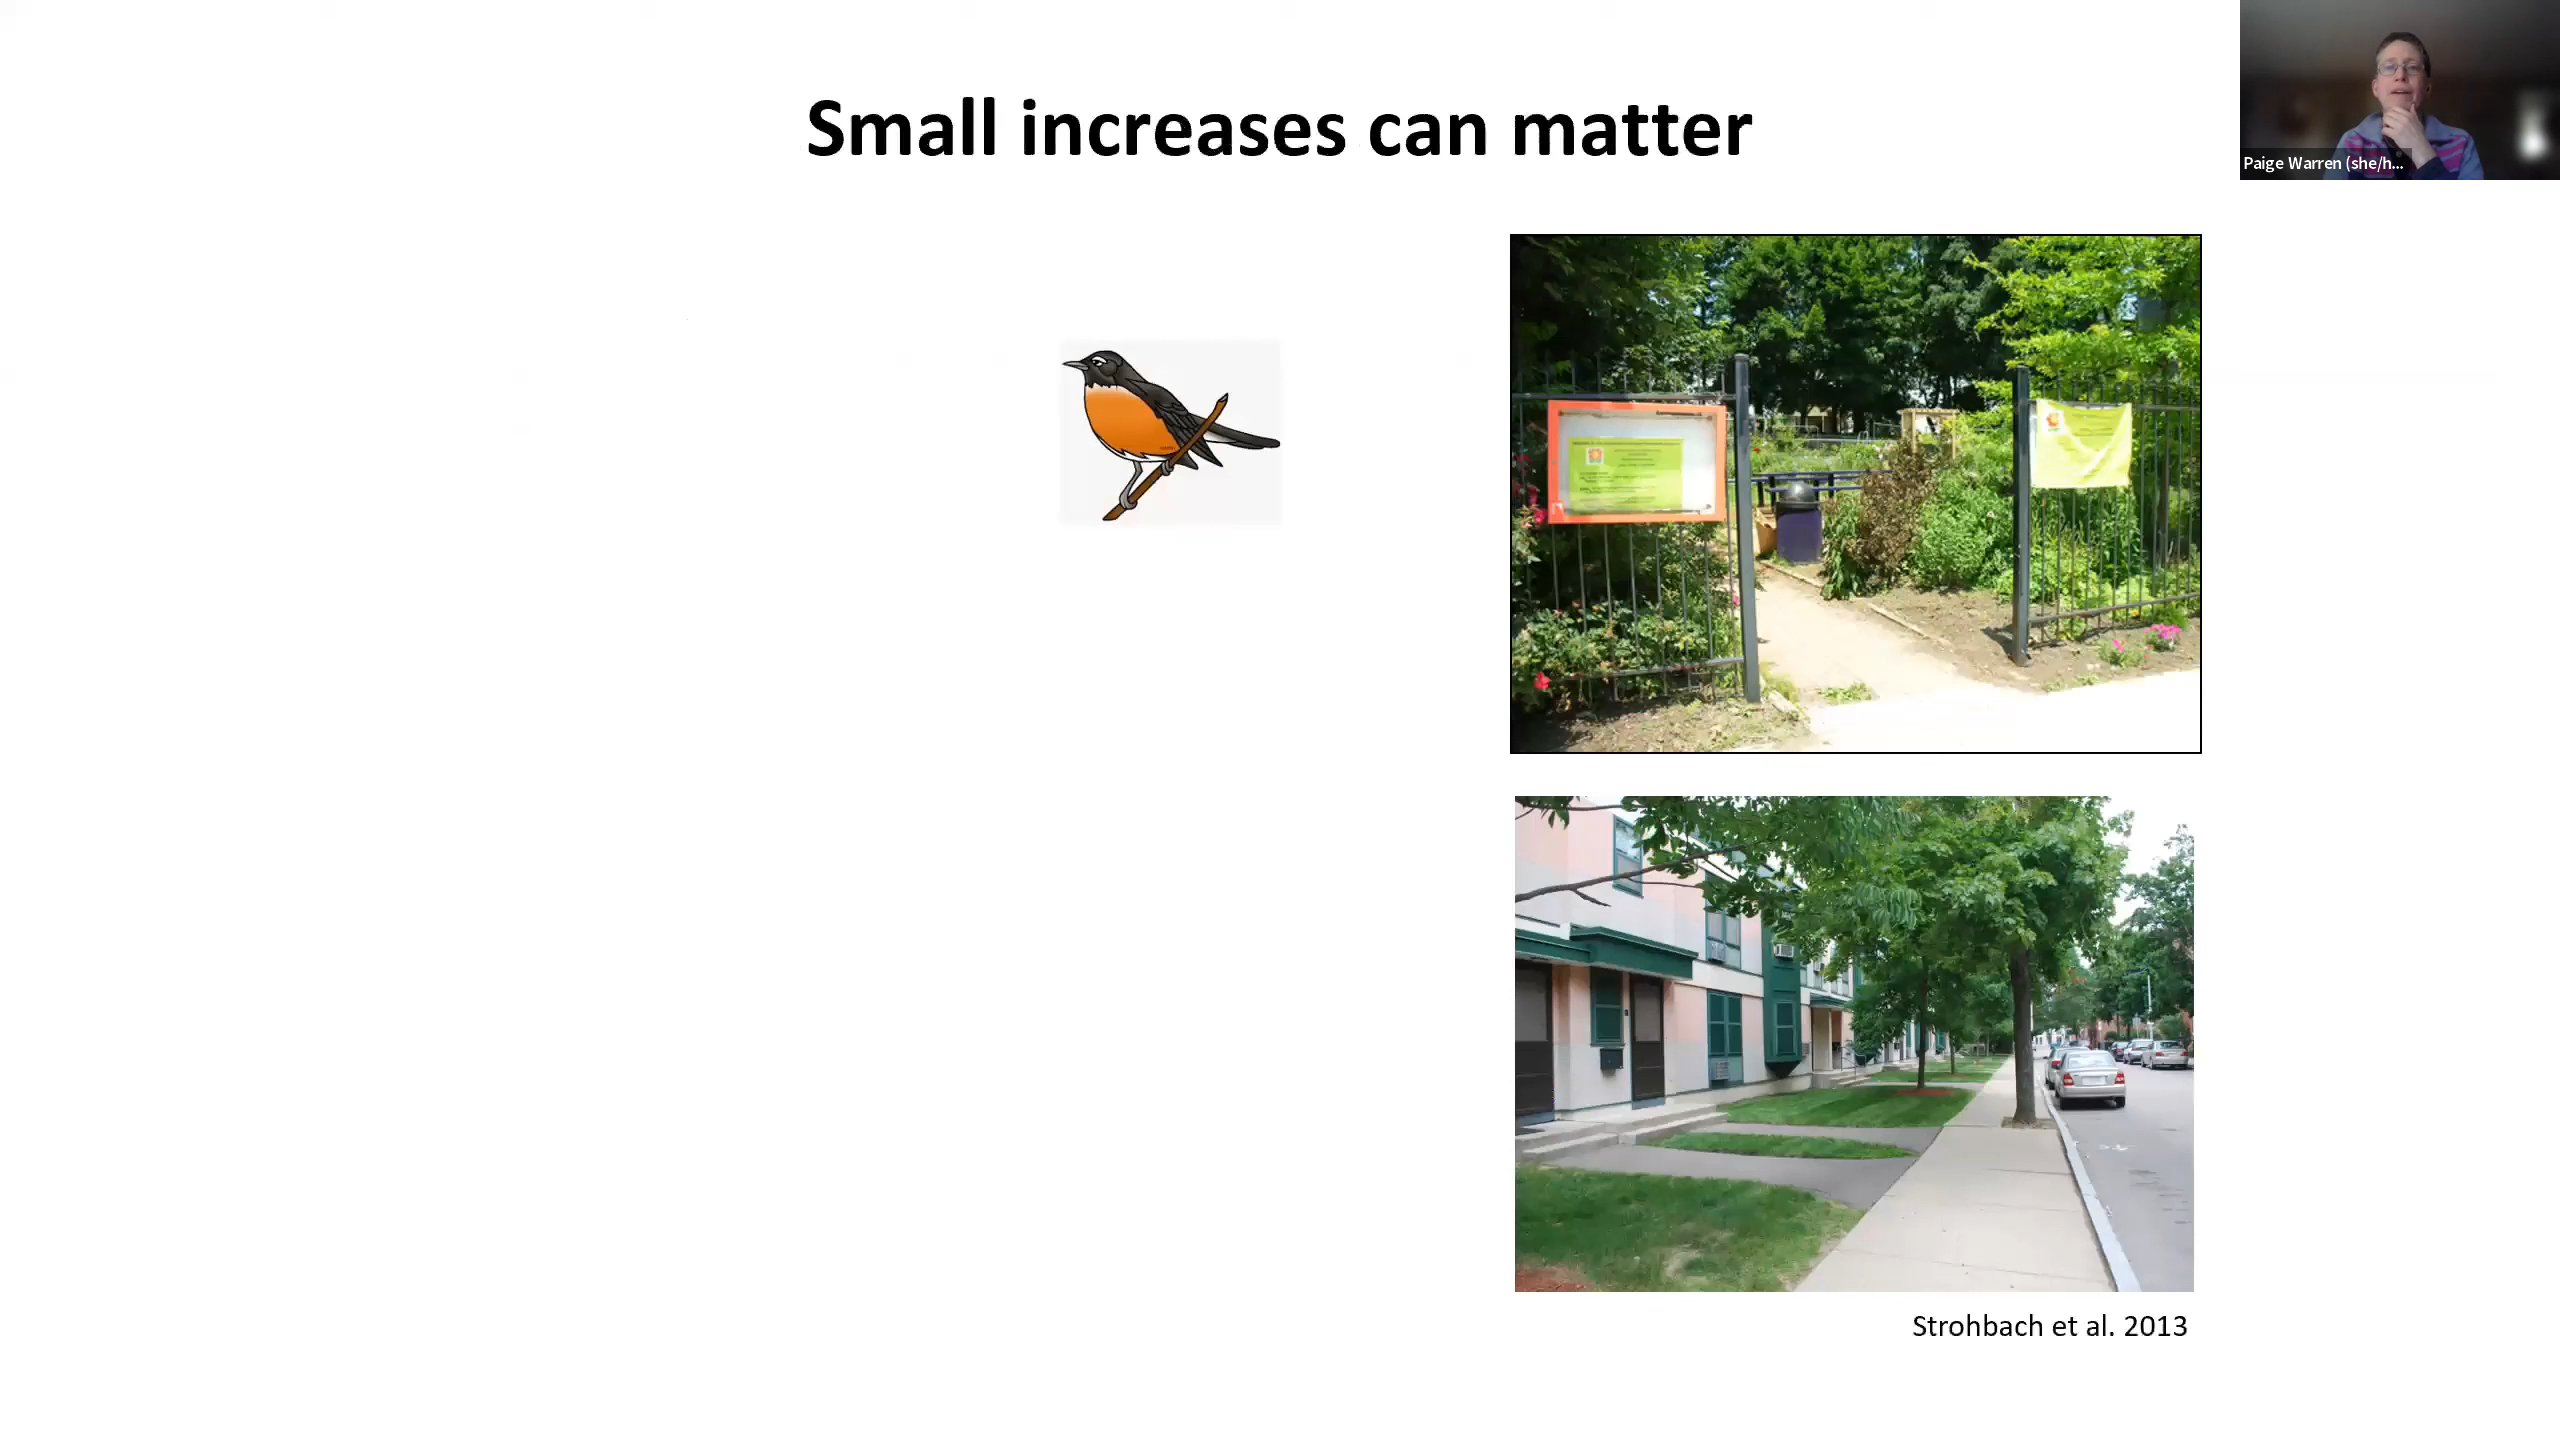 Small increases can matter
Paige Warren (she/h...
Strohbach et al. 2013